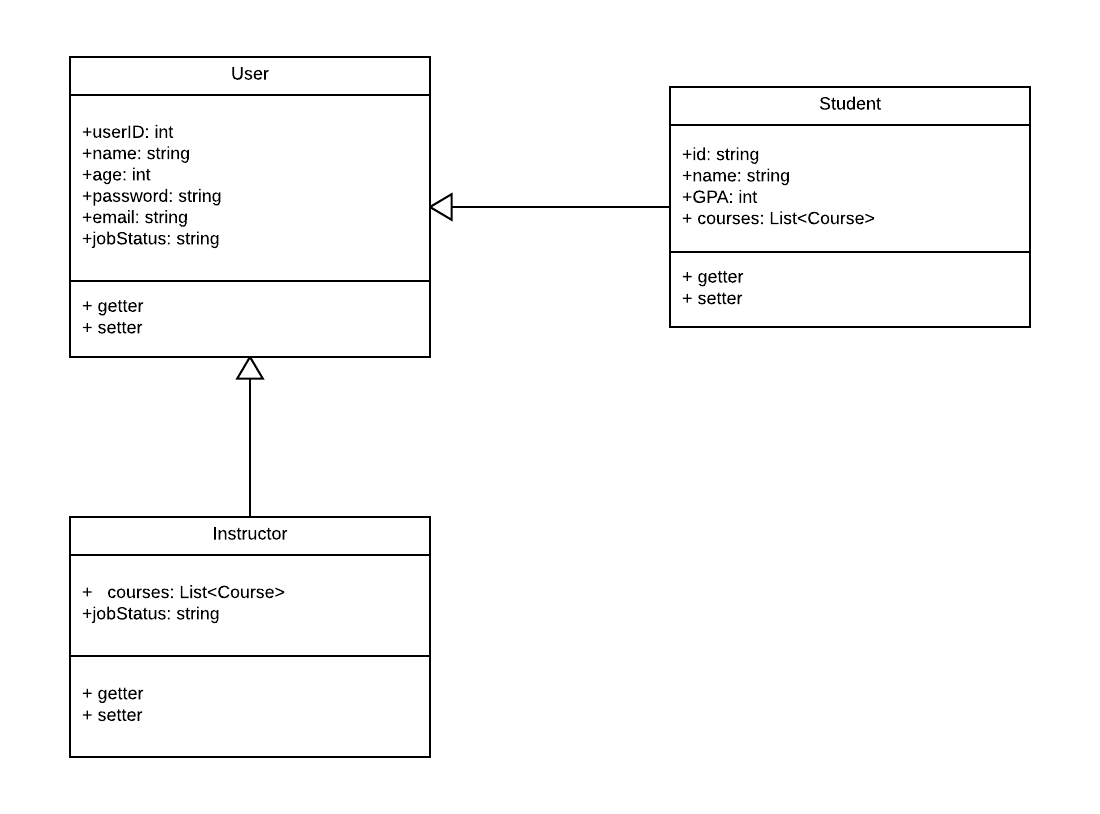 User
+userID: int
+name: string
+age: int
+password: string
+email: string
+jobStatus: string
+ getter
+ setter
Student
+id: string
+name: string
+GPA: int
+ courses: List<Course>
+ getter
+ setter
Instructor
+   courses: List<Course>
+jobStatus: string
+ getter
+ setter